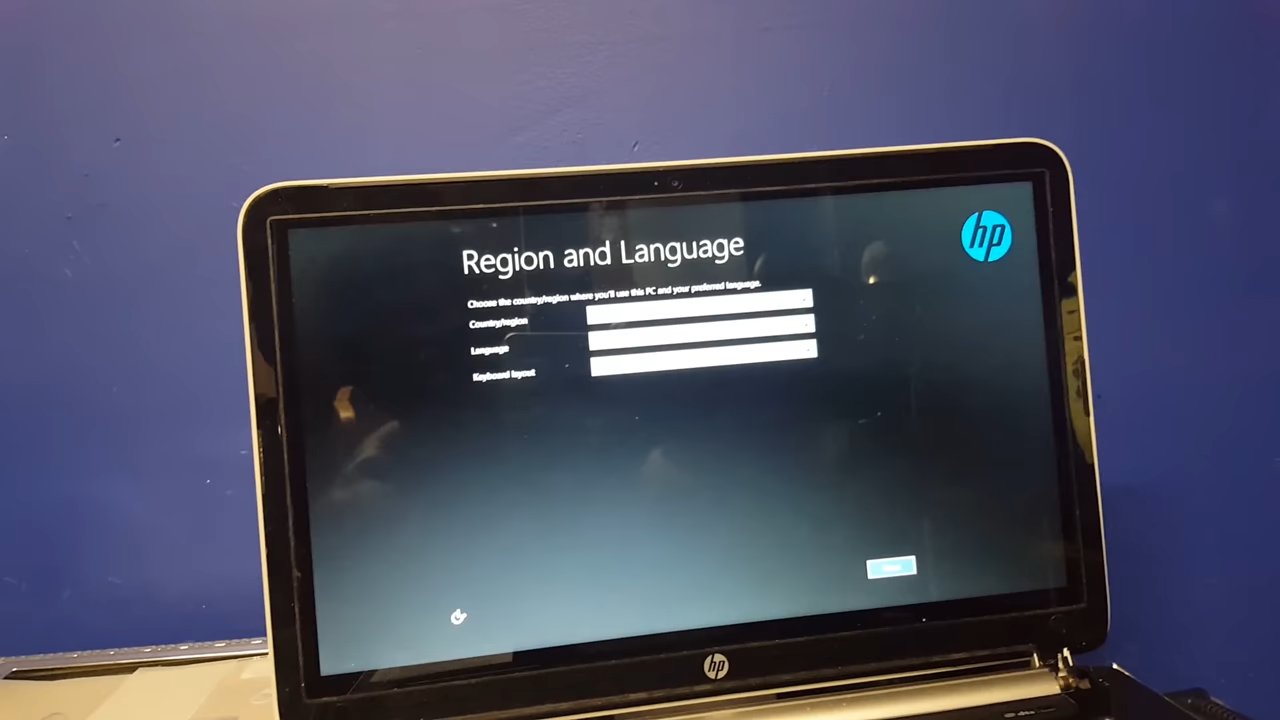 Region and Language
hp
Choose the country/region where you'll use this PC and your preferred language.
Country/region
Language
Keyboard layout
hp